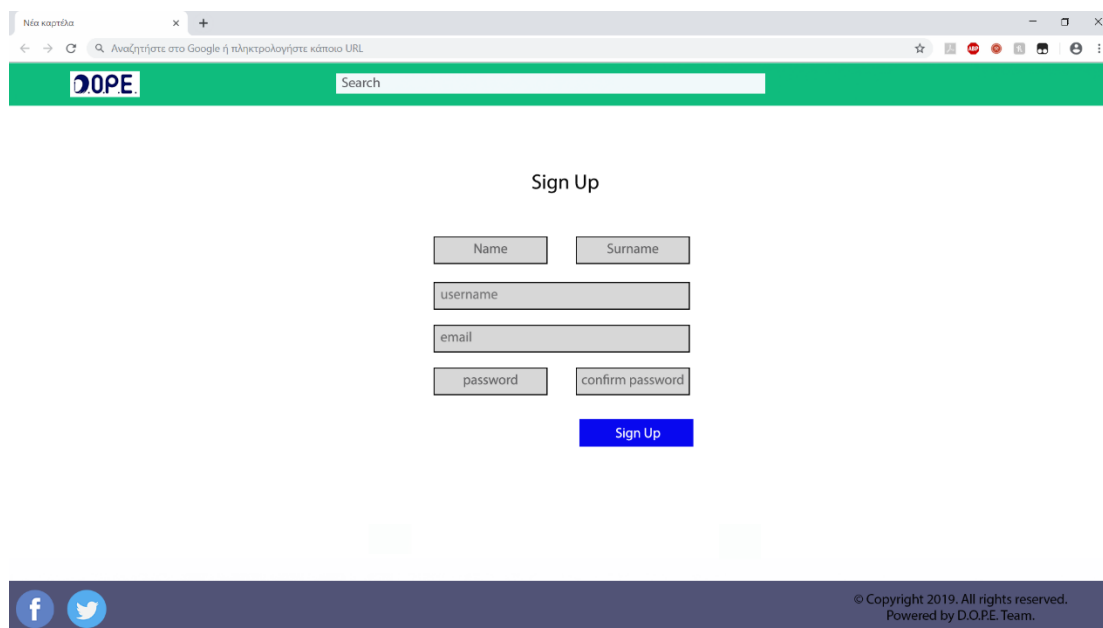 Νέα καρτέλα
Αναζητήστε στο Google ή πληκτρολογήστε κάποιο URL
ABP
D.O.P.E.
Search
Sign Up
Name Surname
username
email
password confirm password
Sign Up
© Copyright 2019. All rights reserved.
Powered by D.O.P.E. Team.